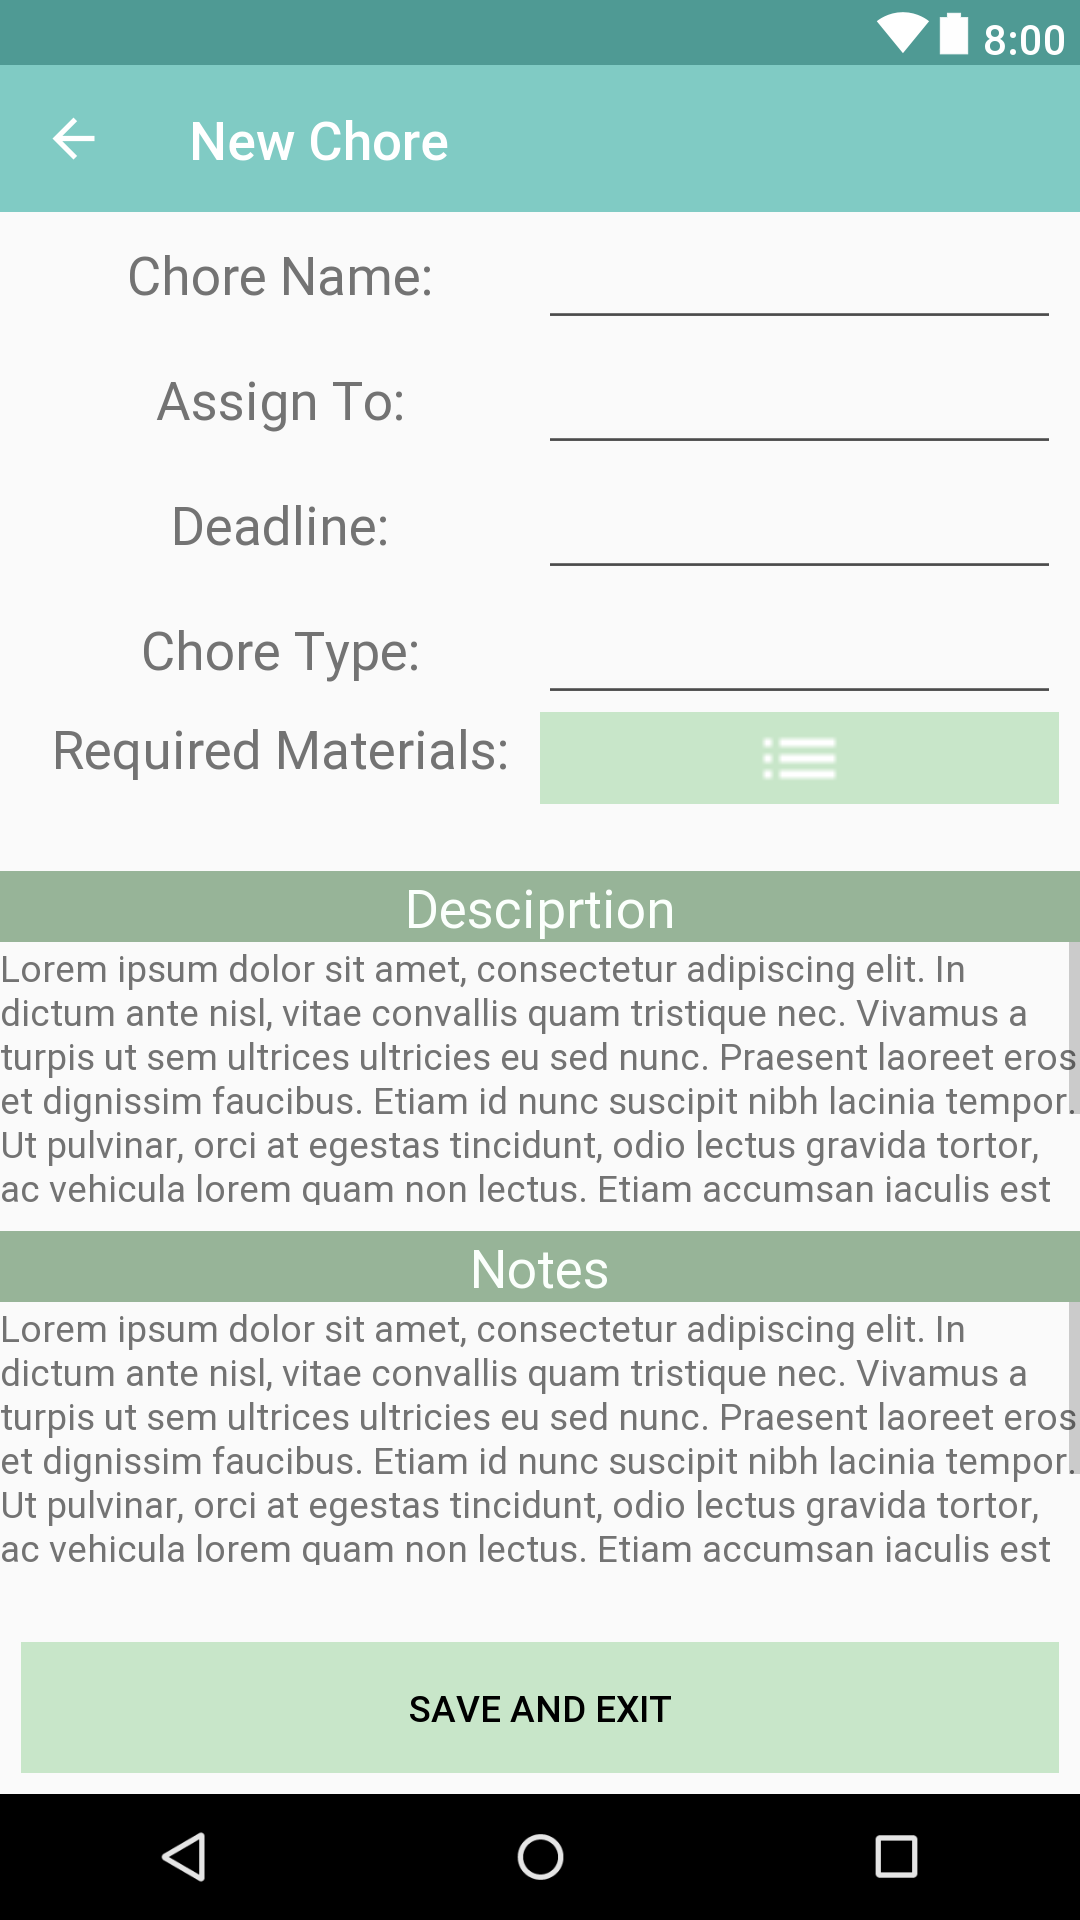 8:00
New Chore
Chore Name:
Assign To:
Deadline:
Chore Type:
Required Materials:
Desciprtion
Lorem ipsum dolor sit amet, consectetur adipiscing elit. In
dictum ante nisl, vitae convallis quam tristique nec. Vivamus a
turpis ut sem ultrices ultricies eu sed nunc. Praesent laoreet eros
et dignissim faucibus. Etiam id nunc suscipit nibh lacinia tempor.
Ut pulvinar, orci at egestas tincidunt, odio lectus gravida tortor,
ac vehicula lorem quam non lectus. Etiam accumsan iaculis est
Notes
Lorem ipsum dolor sit amet, consectetur adipiscing elit. In
dictum ante nisl, vitae convallis quam tristique nec. Vivamus a
turpis ut sem ultrices ultricies eu sed nunc. Praesent laoreet eros
et dignissim faucibus. Etiam id nunc suscipit nibh lacinia tempor.
Ut pulvinar, orci at egestas tincidunt, odio lectus gravida tortor,
ac vehicula lorem quam non lectus. Etiam accumsan iaculis est
SAVE AND EXIT